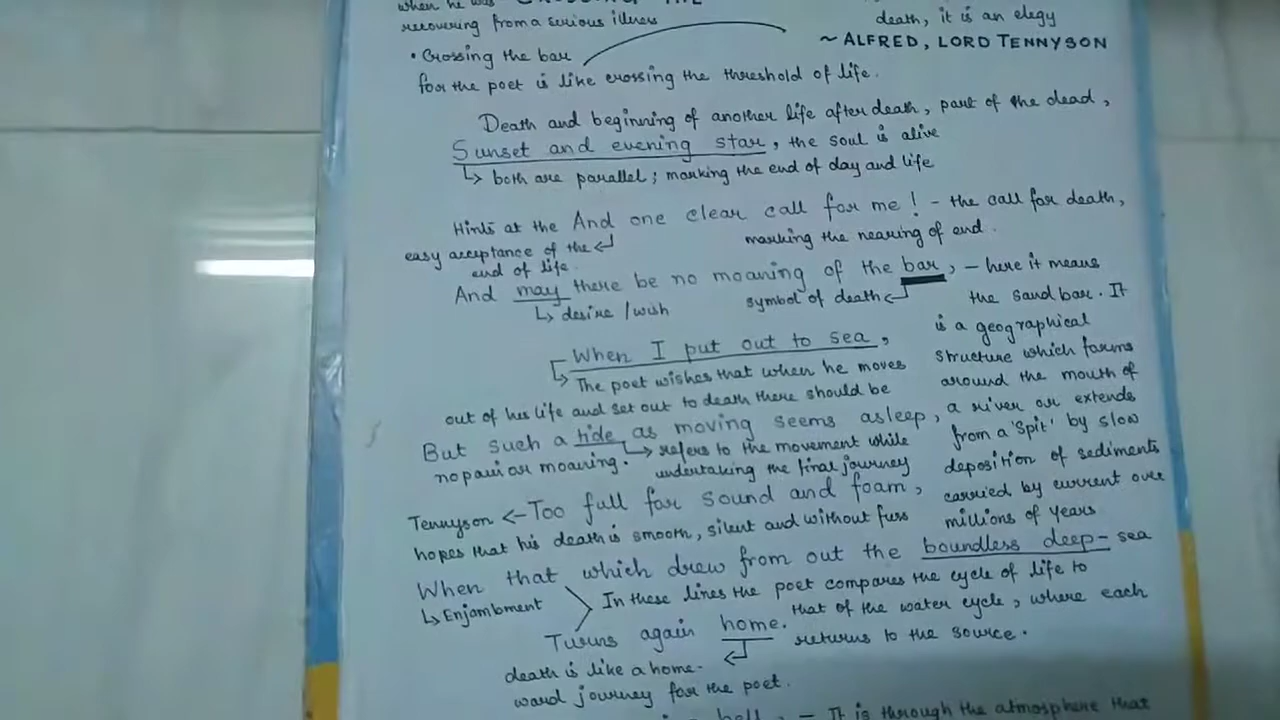 when he was CROSSING THE
recovering from a serious illness
death, it is an elegy
~ ALFRED, LORD TENNYSON
• Crossing the bar
for the poet is like crossing the threshold of life.
Death and beginning of another life after death, part of the dead,
Sunset and evening star, the soul is alive
↳ both are parallel; marking the end of day and life
Hints at the And one clear call for me! - the call for death,
easy acceptance of the ↲ marking the nearing of end.
end of life.
And may there be no moaning of the bar, - here it means
↳ desire / wish symbol of death ↲ the sand bar. It
is a geographical
When I put out to sea, structure which forms
↳ The poet wishes that when he moves around the mouth of
out of his life and set out to death there should be a river or extends
But such a tide as moving seems asleep, from a 'Spit' by slow
no pain or moaning. ↳ refers to the movement while deposition of sediments
undertaking the final journey carried by current over
Tennyson ← Too full for sound and foam, millions of years
hopes that his death is smooth, silent and without fuss
When that which drew from out the boundless deep - sea
↳ Enjambment In these lines the poet compares the cycle of life to
that of the water cycle, where each
Turns again home. returns to the source.
death is like a home- ↲
ward journey for the poet.
bell, - It is through the atmosphere that